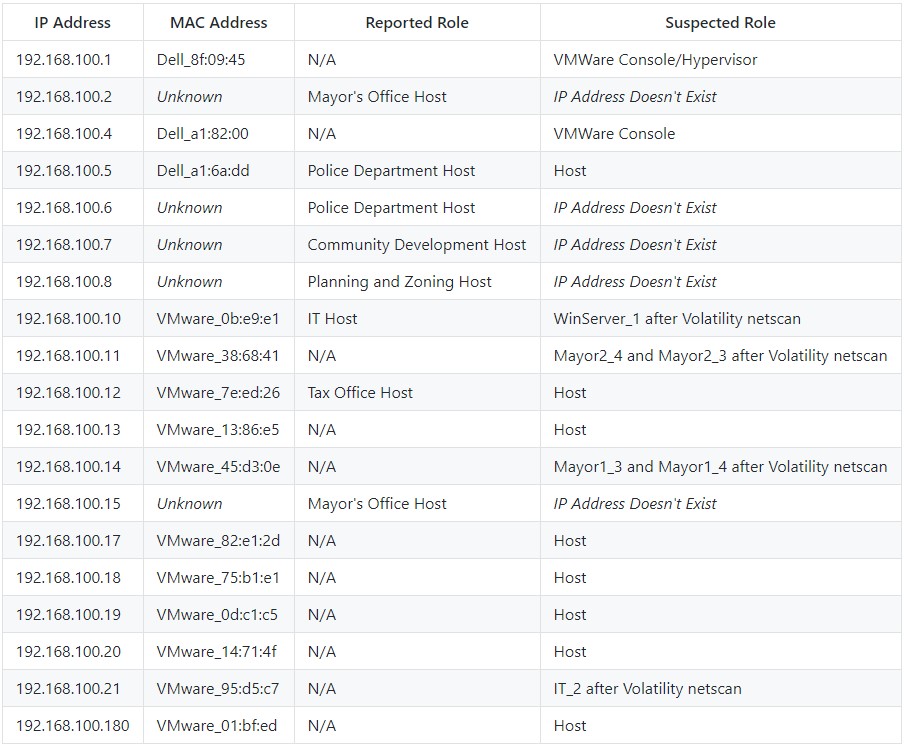 IP Address MAC Address Reported Role Suspected Role
192.168.100.1 Dell_8f:09:45 N/A VMWare Console/Hypervisor
192.168.100.2 Unknown Mayor's Office Host IP Address Doesn't Exist
192.168.100.4 Dell_a1:82:00 N/A VMWare Console
192.168.100.5 Dell_a1:6a:dd Police Department Host Host
192.168.100.6 Unknown Police Department Host IP Address Doesn't Exist
192.168.100.7 Unknown Community Development Host IP Address Doesn't Exist
192.168.100.8 Unknown Planning and Zoning Host IP Address Doesn't Exist
192.168.100.10 VMware_0b:e9:e1 IT Host WinServer_1 after Volatility netscan
192.168.100.11 VMware_38:68:41 N/A Mayor2_4 and Mayor2_3 after Volatility netscan
192.168.100.12 VMware_7e:ed:26 Tax Office Host Host
192.168.100.13 VMware_13:86:e5 N/A Host
192.168.100.14 VMware_45:d3:0e N/A Mayor1_3 and Mayor1_4 after Volatility netscan
192.168.100.15 Unknown Mayor's Office Host IP Address Doesn't Exist
192.168.100.17 VMware_82:e1:2d N/A Host
192.168.100.18 VMware_75:b1:e1 N/A Host
192.168.100.19 VMware_0d:c1:c5 N/A Host
192.168.100.20 VMware_14:71:4f N/A Host
192.168.100.21 VMware_95:d5:c7 N/A IT_2 after Volatility netscan
192.168.100.180 VMware_01:bf:ed N/A Host